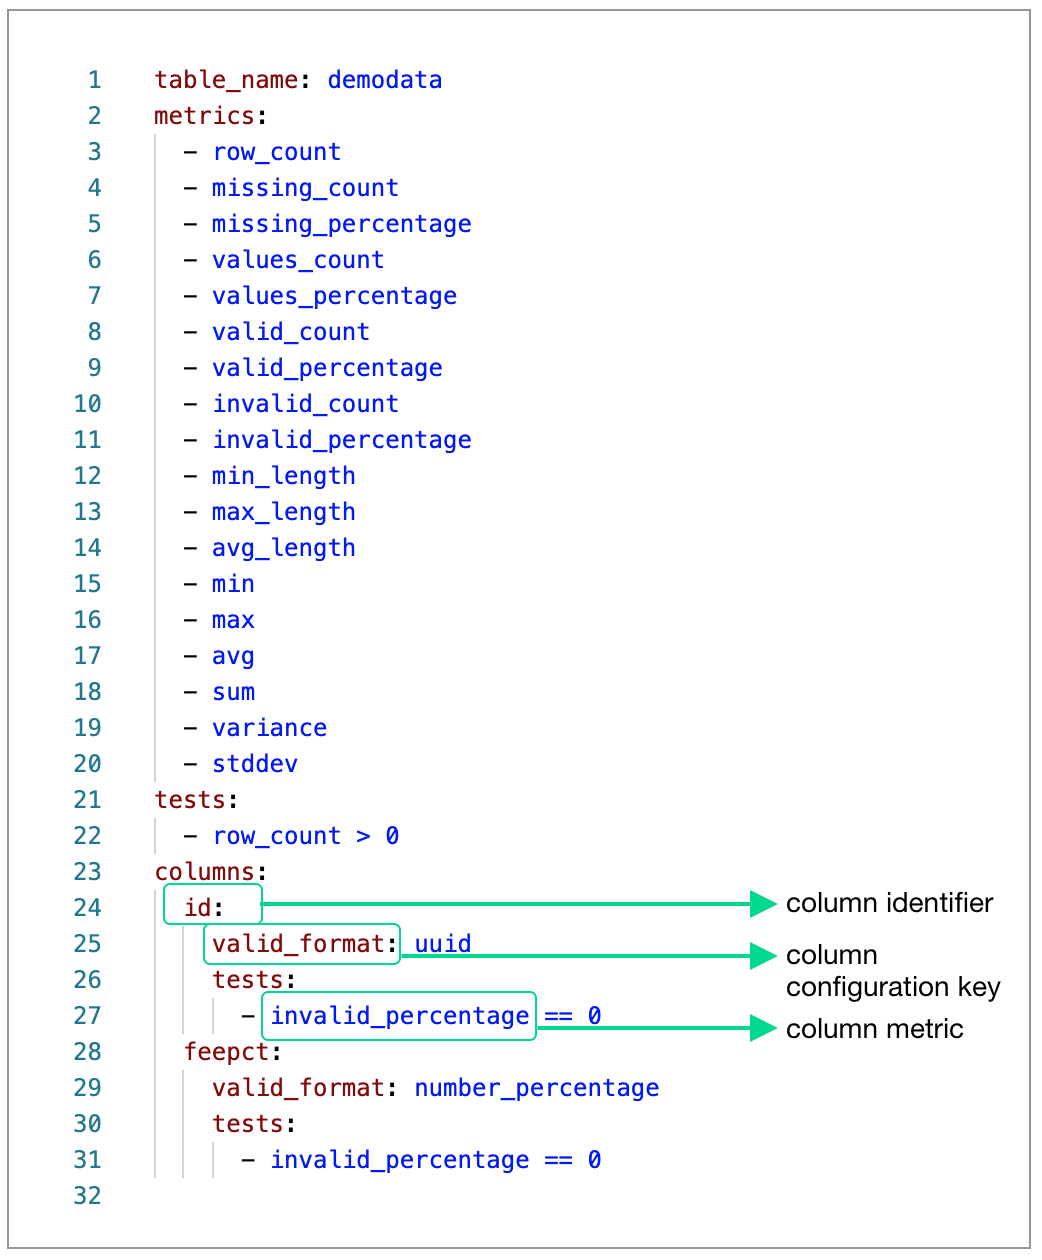 1 table_name: demodata
2 metrics:
3 - row_count
4 - missing_count
5 - missing_percentage
6 - values_count
7 - values_percentage
8 - valid_count
9 - valid_percentage
10 - invalid_count
11 - invalid_percentage
12 - min_length
13 - max_length
14 - avg_length
15 - min
16 - max
17 - avg
18 - sum
19 - variance
20 - stddev
21 tests:
22 - row_count > 0
23 columns:
24 id:
column identifier
25 valid_format: uuid
column
configuration key
26 tests:
27 - invalid_percentage == 0
column metric
28 feepct:
29 valid_format: number_percentage
30 tests:
31 - invalid_percentage == 0
32